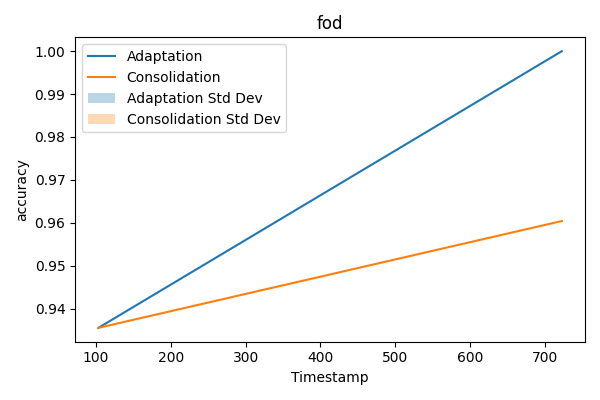 fod
Adaptation
Consolidation
Adaptation Std Dev
Consolidation Std Dev
1.00
0.99
0.98
0.97
0.96
0.95
0.94
accuracy
100 200 300 400 500 600 700
Timestamp